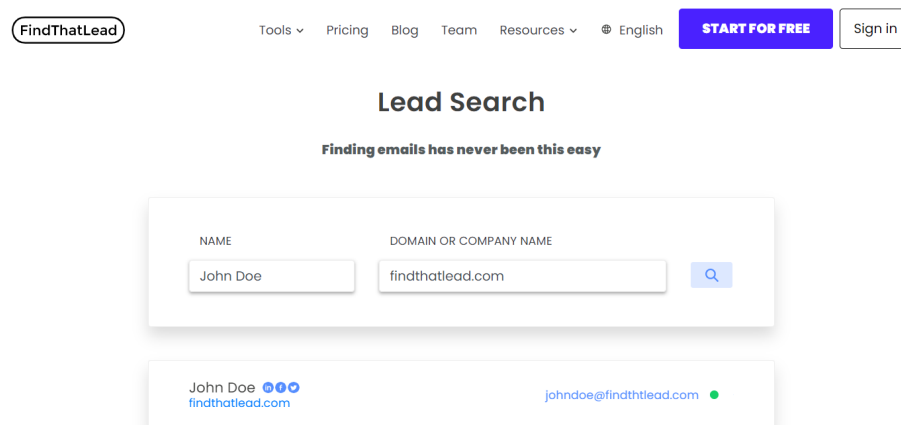 FindThatLead Tools Pricing Blog Team Resources English START FOR FREE Sign in
Lead Search
Finding emails has never been this easy
NAME DOMAIN OR COMPANY NAME
John Doe findthatlead.com
John Doe in f
findthatlead.com
johndoe@findthtlead.com